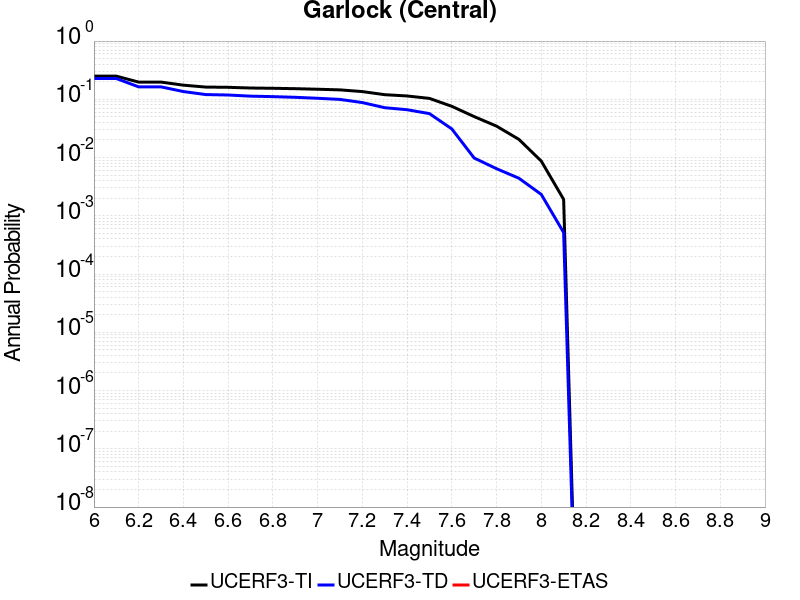 Garlock (Central)
Annual Probability
10^0
10^-1
10^-2
10^-3
10^-4
10^-5
10^-6
10^-7
10^-8
6 6.2 6.4 6.6 6.8 7 7.2 7.4 7.6 7.8 8 8.2 8.4 8.6 8.8 9
Magnitude
UCERF3-TI UCERF3-TD UCERF3-ETAS